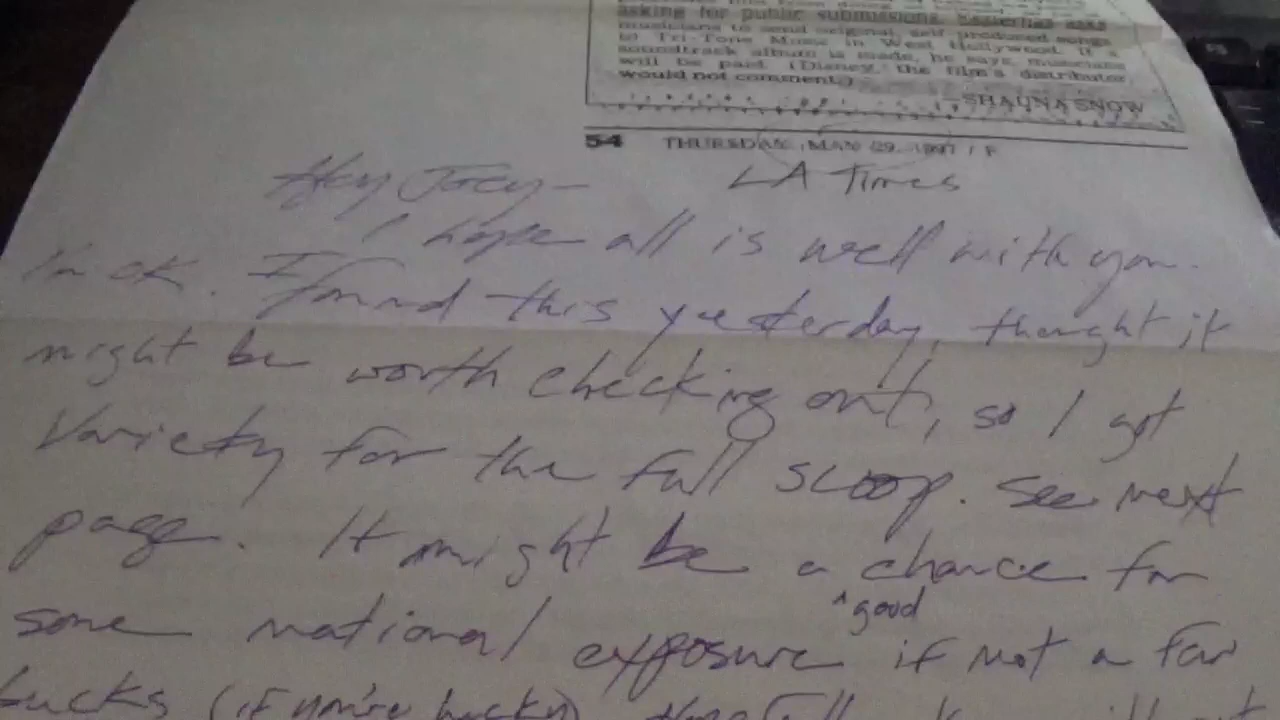 asking for public submissions.
musicians to send original, self-produced songs
to Tri-Tone Music in West Hollywood. If a
soundtrack album is made, he says, musicians
will be paid. (Disney, the film's distributor
would not comment.)
—SHAUNA SNOW
54 THURSDAY, MAY 29, 1997 / F
LA Times
Hey Joey—
I hope all is well with you.
I'm ok. I found this yesterday, thought it
might be worth checking out, so I got
Variety for the full scoop. See next
page. It might be a chance for
some national exposure ^good if not a few
bucks (if you're lucky)